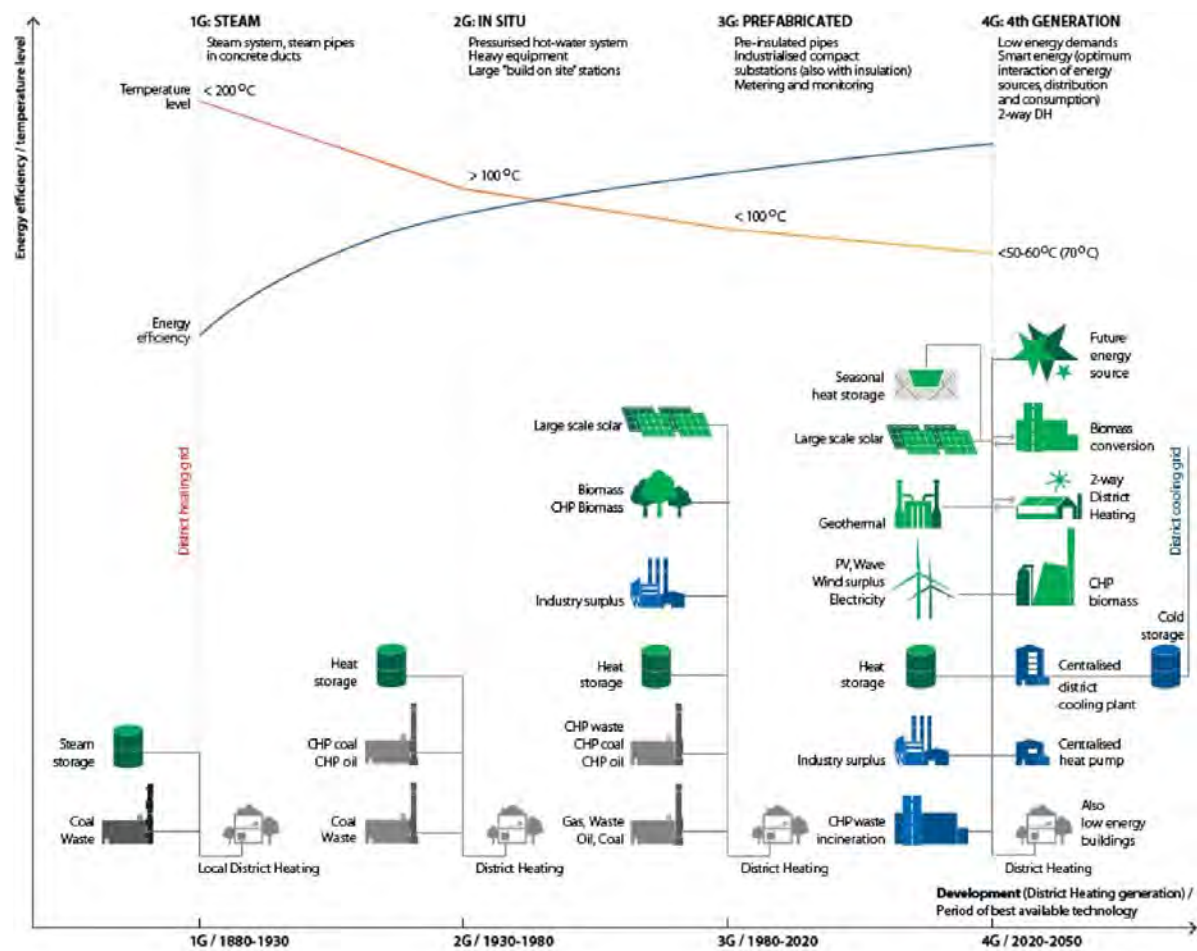 1G: STEAM
Steam system, steam pipes
in concrete ducts
2G: IN SITU
Pressurised hot-water system
Heavy equipment
Large "build on site" stations
3G: PREFABRICATED
Pre-insulated pipes
Industrialised compact
substations (also with insulation)
Metering and monitoring
4G: 4th GENERATION
Low energy demands
Smart energy (optimum
interaction of energy
sources, distribution
and consumption)
2-way DH
Energy efficiency / temperature level
Temperature
level
< 200°C
> 100°C
< 100°C
<50-60°C (70°C)
Energy
efficiency
District heating grid
District cooling grid
Steam
storage
Coal
Waste
Local District Heating
Heat
storage
CHP coal
CHP oil
Coal
Waste
District Heating
Large scale solar
Biomass
CHP Biomass
Industry surplus
Heat
storage
CHP waste
CHP coal
CHP oil
Gas, Waste
Oil, Coal
District Heating
Seasonal
heat storage
Large scale solar
Geothermal
PV, Wave
Wind surplus
Electricity
Heat
storage
Industry surplus
CHP waste
incineration
Future
energy
source
Biomass
conversion
2-way
District
Heating
CHP
biomass
Cold
storage
Centralised
district
cooling plant
Centralised
heat pump
Also
low energy
buildings
District Heating
Development (District Heating generation) /
Period of best available technology
1G / 1880-1930
2G / 1930-1980
3G / 1980-2020
4G / 2020-2050